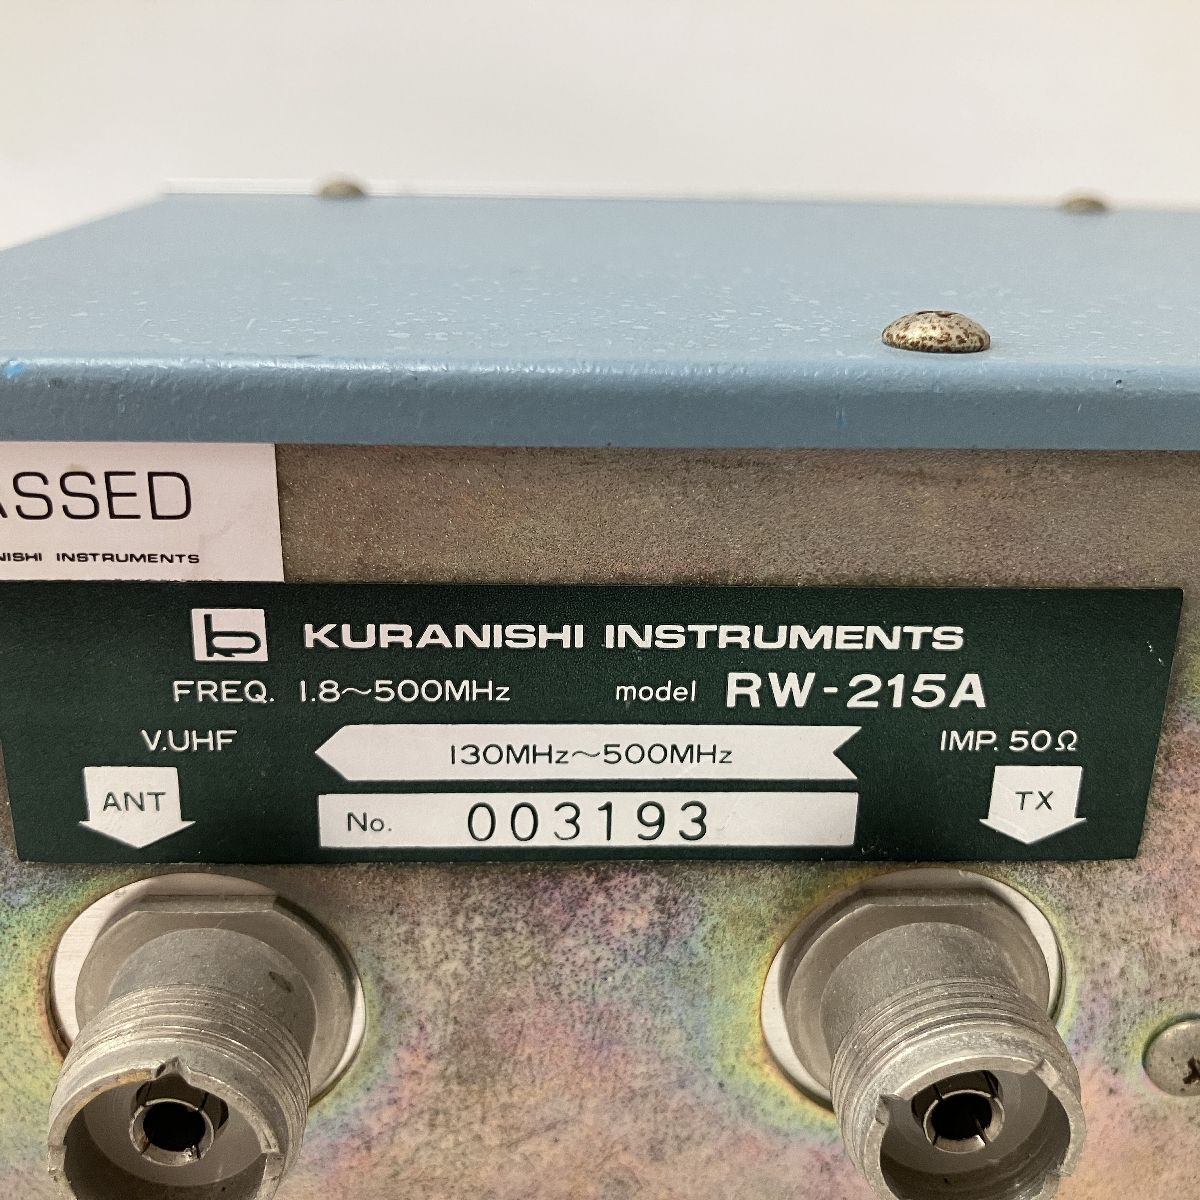 ASSED
NISHI INSTRUMENTS
KURANISHI INSTRUMENTS
FREQ. 1.8~500MHz model RW-215A
V.UHF 130MHz~500MHz IMP. 50Ω
ANT No. 003193 TX